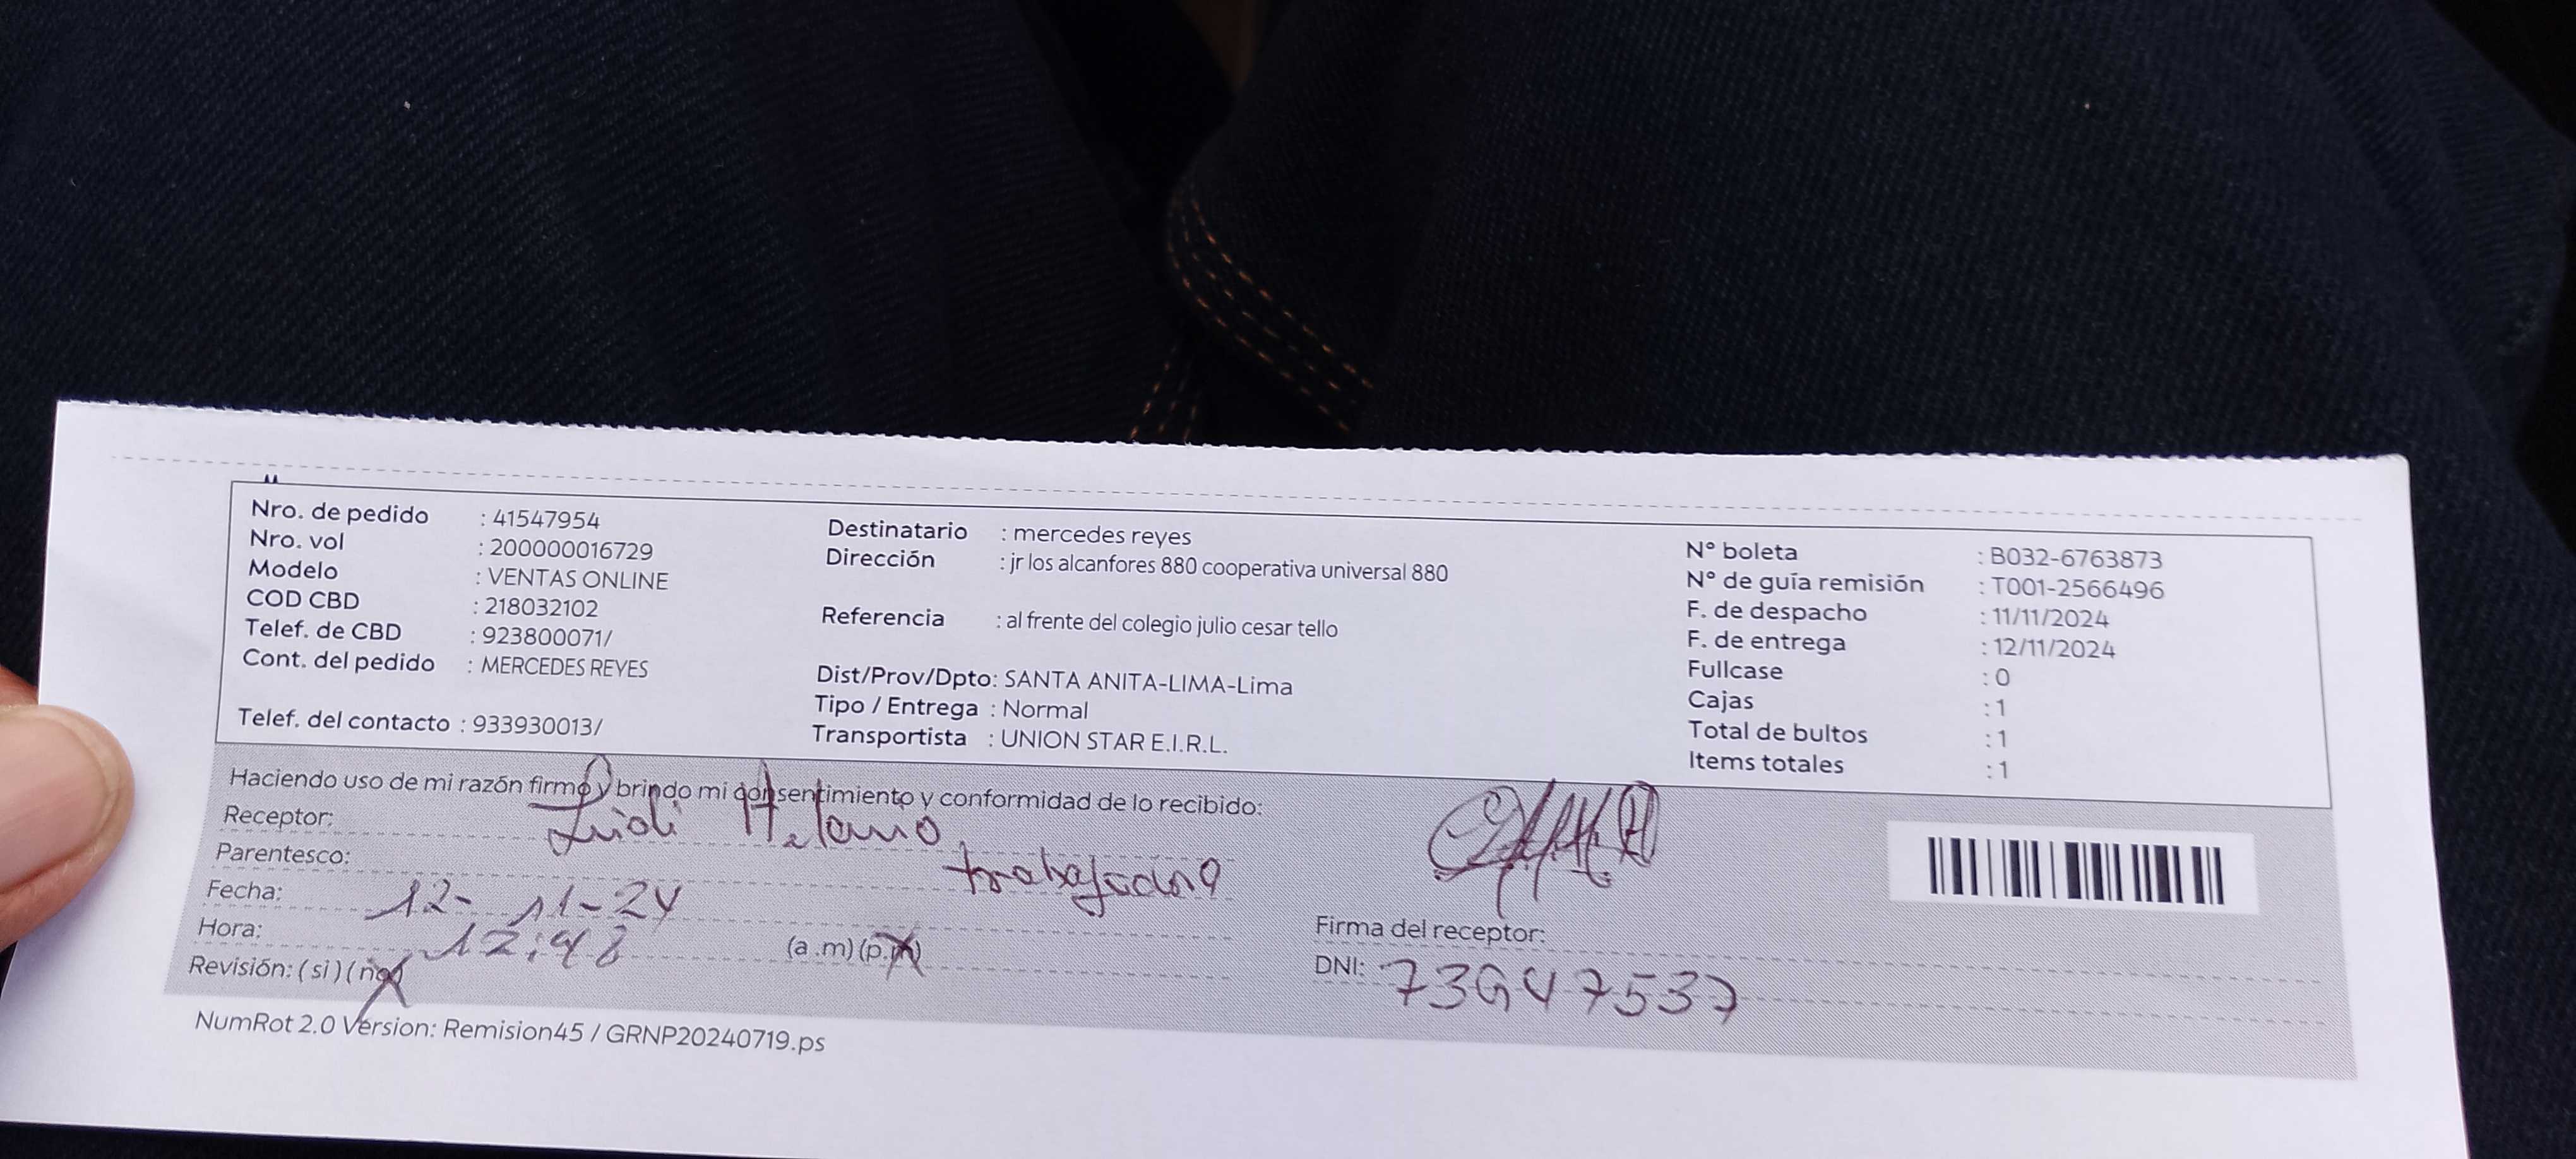 Nro. de pedido : 41547954
Nro. vol : 200000016729
Modelo : VENTAS ONLINE
COD CBD : 218032102
Telef. de CBD : 923800071/
Cont. del pedido : MERCEDES REYES
Telef. del contacto : 933930013/
Destinatario : mercedes reyes
Dirección : jr los alcanfores 880 cooperativa universal 880
Referencia : al frente del colegio julio cesar tello
Dist/Prov/Dpto: SANTA ANITA-LIMA-Lima
Tipo / Entrega : Normal
Transportista : UNION STAR E.I.R.L.
N° boleta : B032-6763873
N° de guía remisión : T001-2566496
F. de despacho : 11/11/2024
F. de entrega : 12/11/2024
Fullcase : 0
Cajas : 1
Total de bultos : 1
Items totales : 1
Haciendo uso de mi razón firmo y brindo mi consentimiento y conformidad de lo recibido:
Receptor:
Parentesco: trabajadora
Fecha: 12-11-24
Hora: 12:48 (a.m) (p.m)
Revisión: (si) (no)
Firma del receptor:
DNI: 73947537
NumRot 2.0 Version: Remision45 / GRNP20240719.ps